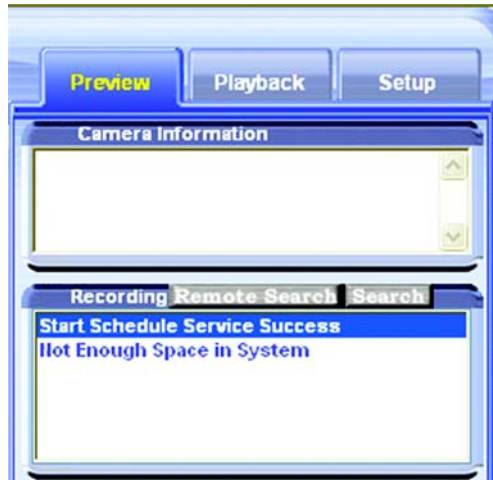 Preview Playback Setup
Camera Information
Recording Remote Search Search
Start Schedule Service Success
Not Enough Space in System